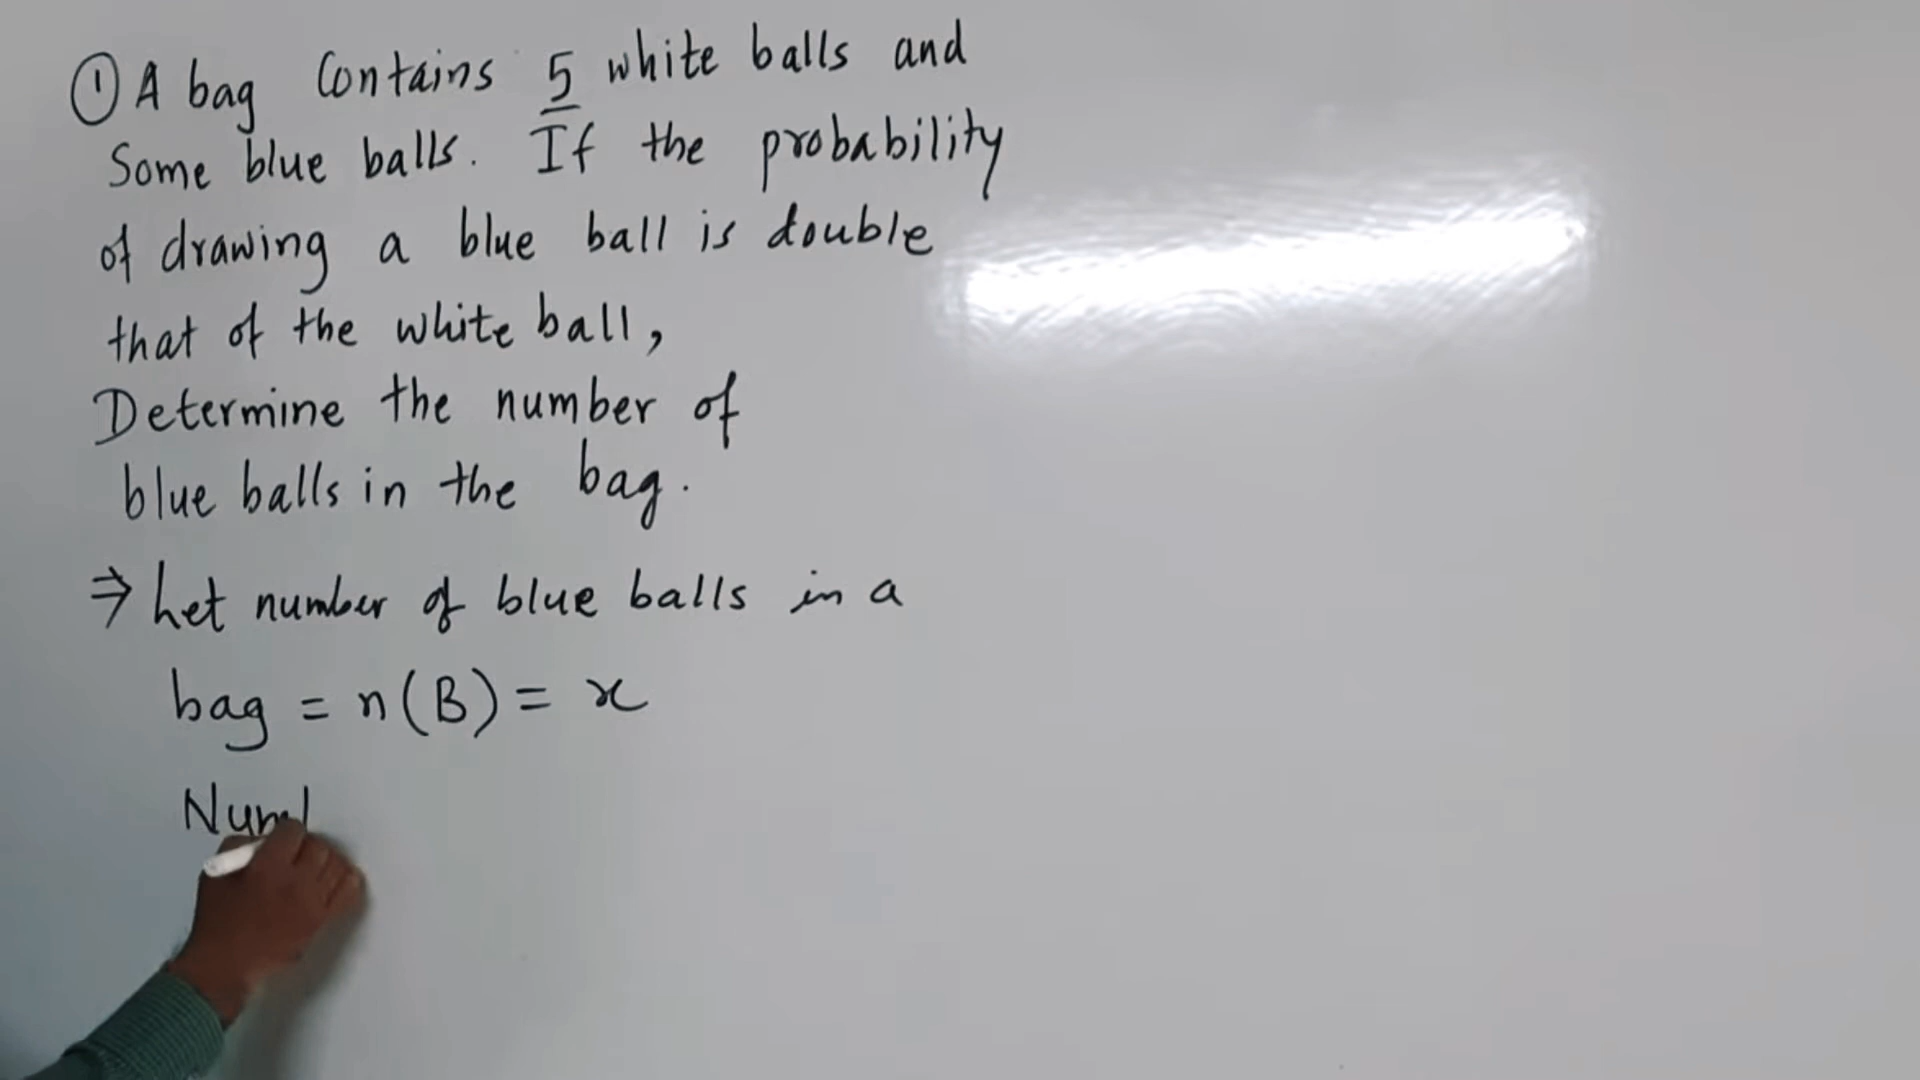 ① A bag Contains 5 white balls and
Some blue balls. If the probability
of drawing a blue ball is double
that of the white ball,
Determine the number of
blue balls in the bag.
⇒ Let number of blue balls in a
bag = n(B) = x